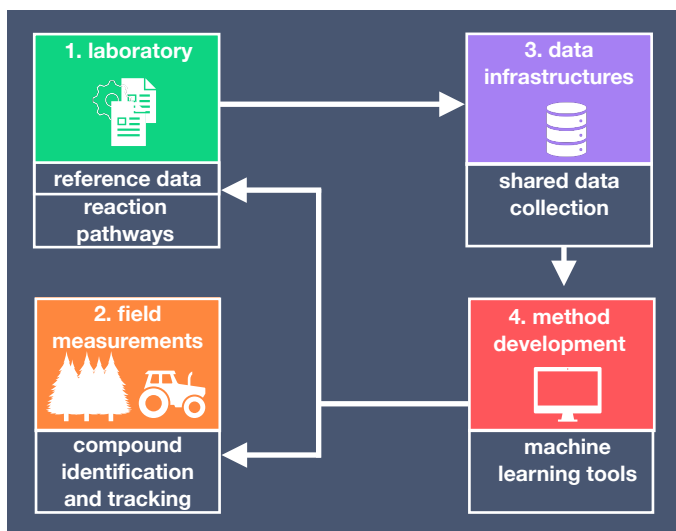 1. laboratory
reference data
reaction
pathways
2. field
measurements
compound
identification
and tracking
3. data
infrastructures
shared data
collection
4. method
development
machine
learning tools